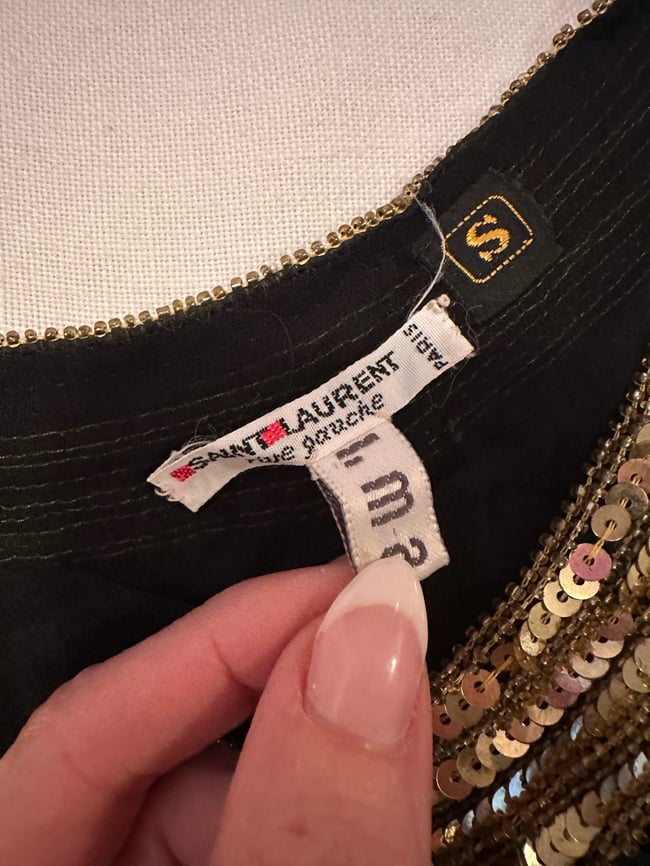 S
SAINT LAURENT
rive gauche
PARIS